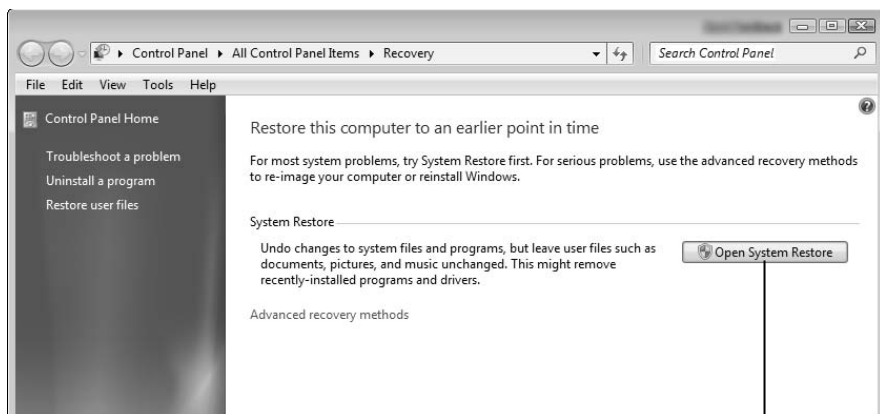 Control Panel ▸ All Control Panel Items ▸ Recovery
Search Control Panel
File Edit View Tools Help
Control Panel Home
Troubleshoot a problem
Uninstall a program
Restore user files
Restore this computer to an earlier point in time
For most system problems, try System Restore first. For serious problems, use the advanced recovery methods
to re-image your computer or reinstall Windows.
System Restore
Undo changes to system files and programs, but leave user files such as
documents, pictures, and music unchanged. This might remove
recently-installed programs and drivers.
Open System Restore
Advanced recovery methods